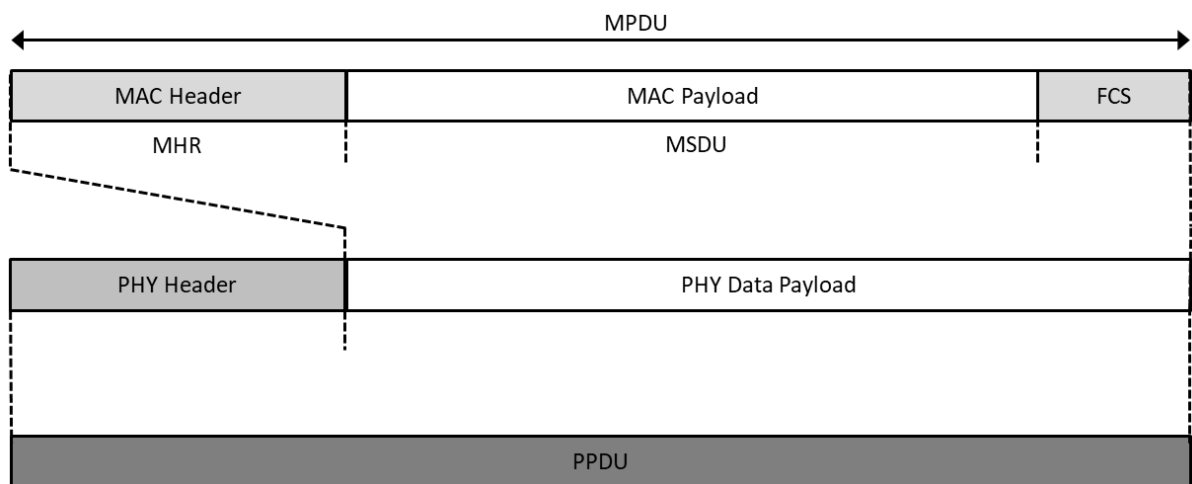 MPDU
MAC Header MAC Payload FCS
MHR MSDU
PHY Header PHY Data Payload
PPDU